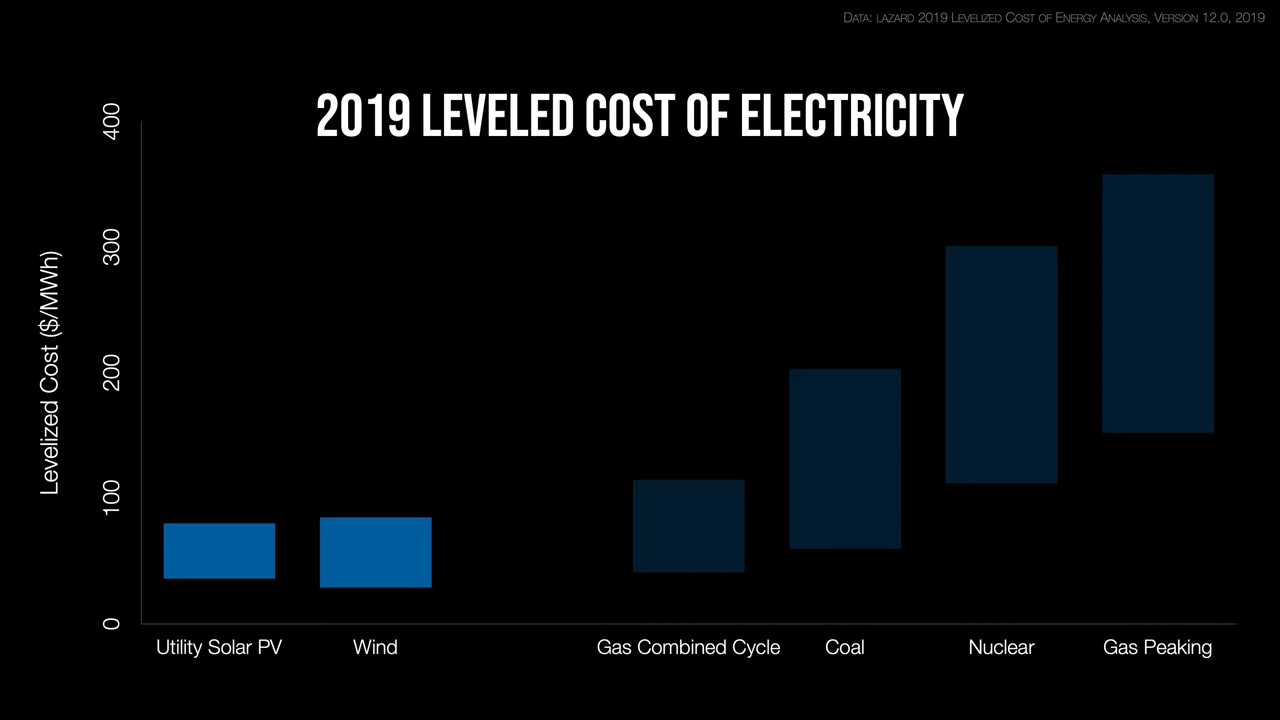 DATA: LAZARD 2019 LEVELIZED COST OF ENERGY ANALYSIS, VERSION 12.0, 2019
2019 LEVELED COST OF ELECTRICITY
Levelized Cost ($/MWh)
400
300
200
100
0
Utility Solar PV
Wind
Gas Combined Cycle
Coal
Nuclear
Gas Peaking